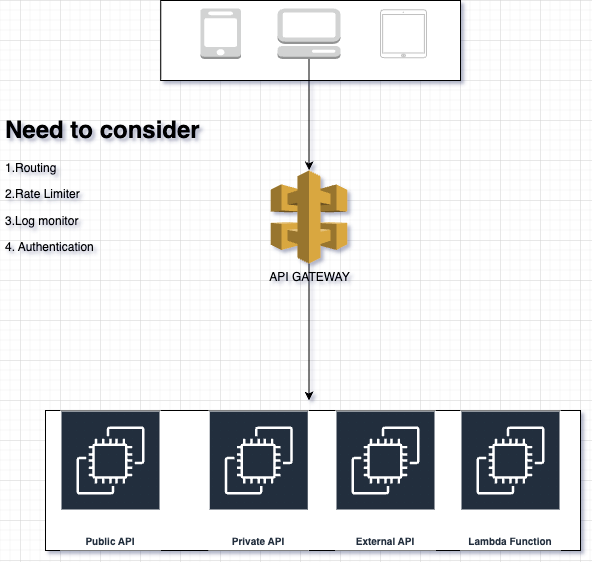 Need to consider
1.Routing
2.Rate Limiter
3.Log monitor
4. Authentication
API GATEWAY
Public API
Private API
External API
Lambda Function